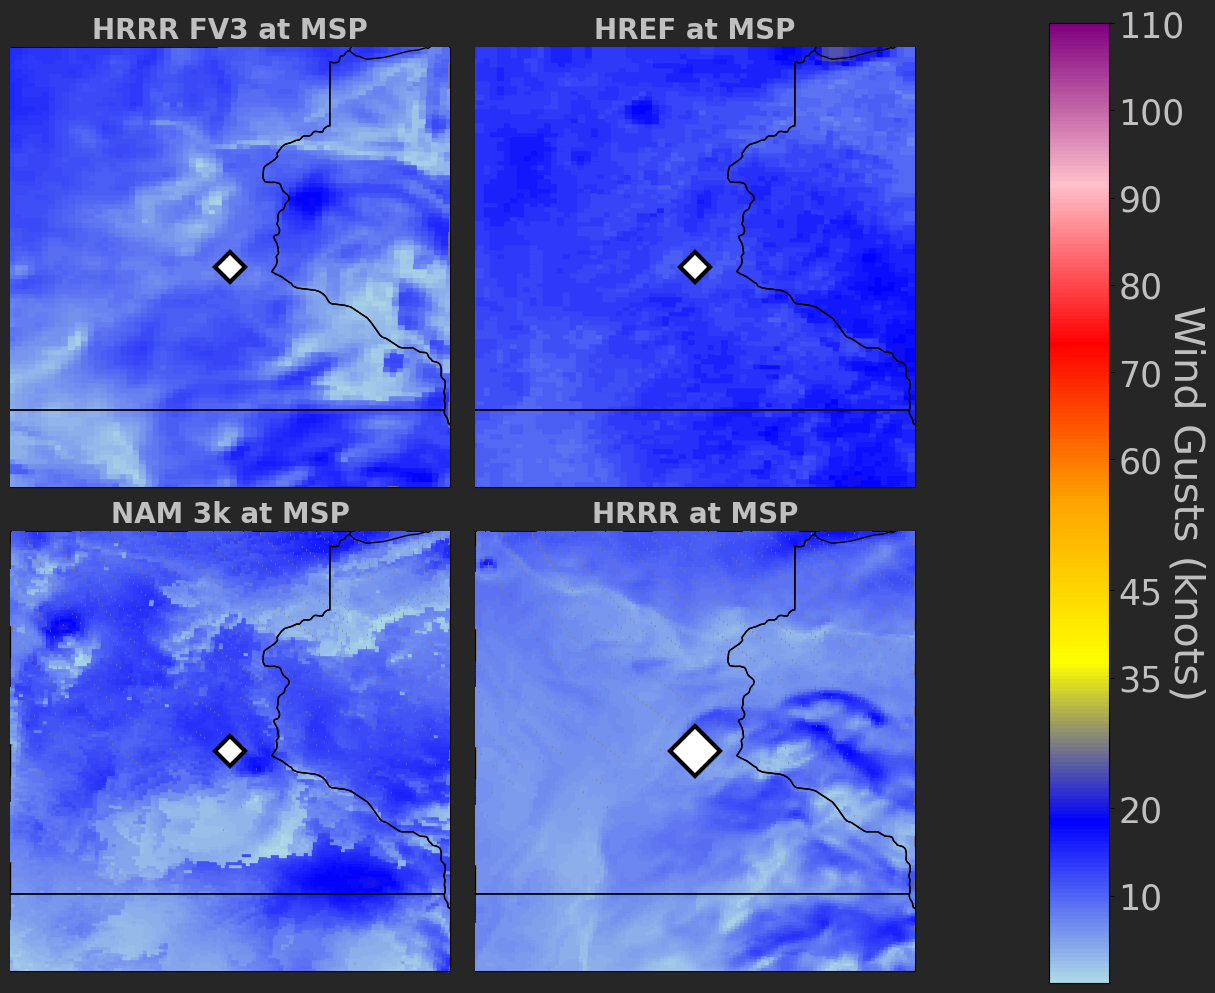 HRRR FV3 at MSP
HREF at MSP
NAM 3k at MSP
HRRR at MSP
110
100
90
80
70
60
45
35
20
10
Wind Gusts (knots)